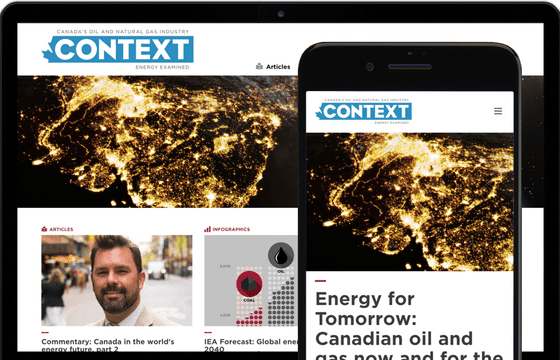 CANADA'S OIL AND NATURAL GAS INDUSTRY
CONTEXT
ENERGY EXAMINED
Articles
ARTICLES
Commentary: Canada in the world's
energy future, part 2
INFOGRAPHICS
OIL
COAL
IEA Forecast: Global ener
2040
CANADA'S OIL AND NATURAL GAS INDUSTRY
CONTEXT
ENERGY EXAMINED
Energy for
Tomorrow:
Canadian oil and
gas now and for the